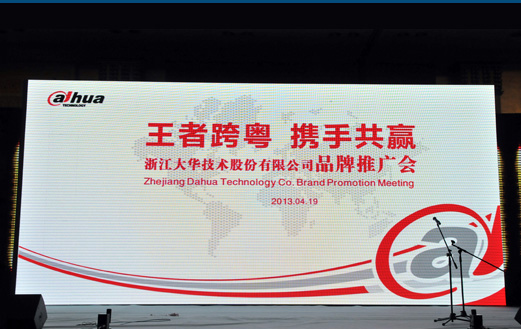 alhua
TECHNOLOGY
王者跨粤 携手共赢
浙江大华技术股份有限公司品牌推广会
Zhejiang Dahua Technology Co. Brand Promotion Meeting
2013.04.19
a